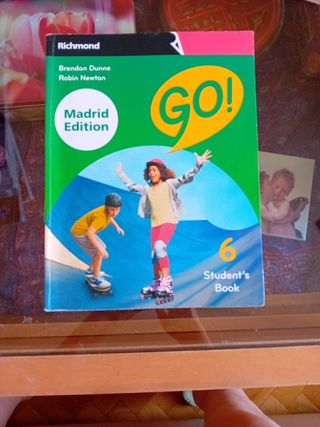 Richmond
Brendan Dunne
Robin Newton
Madrid
Edition
GO!
6
Student's
Book